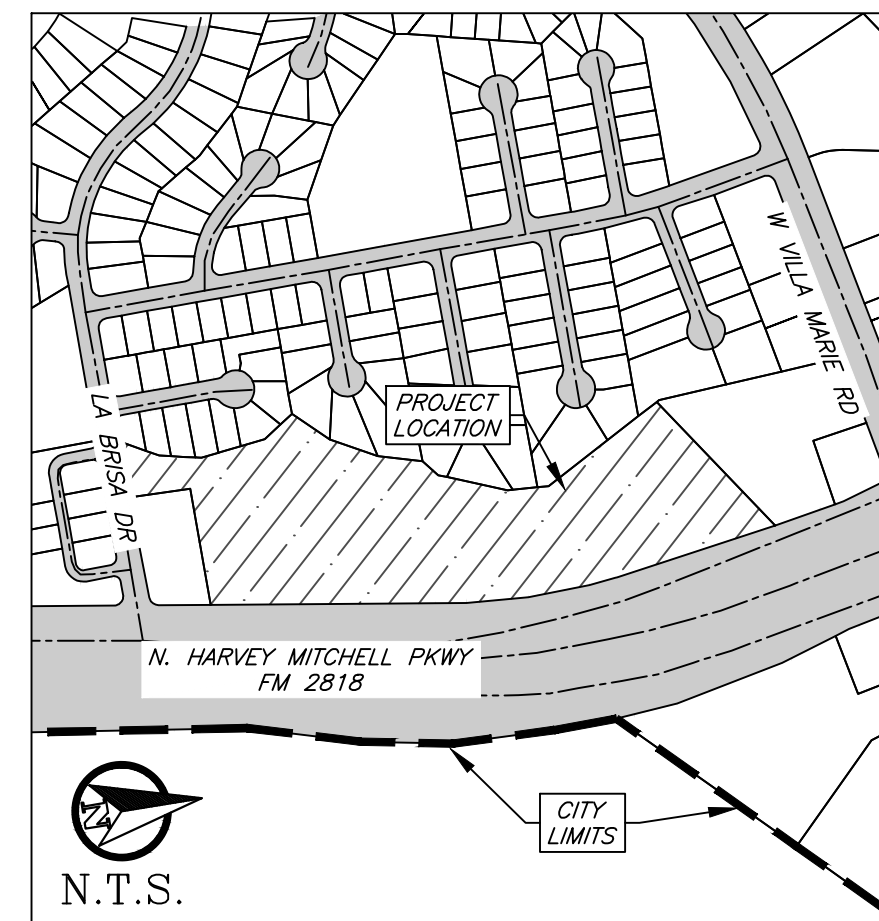 W VILLA MARIE RD
PROJECT
LOCATION
LA BRISA DR
N. HARVEY MITCHELL PKWY
FM 2818
CITY
LIMITS
N
N.T.S.